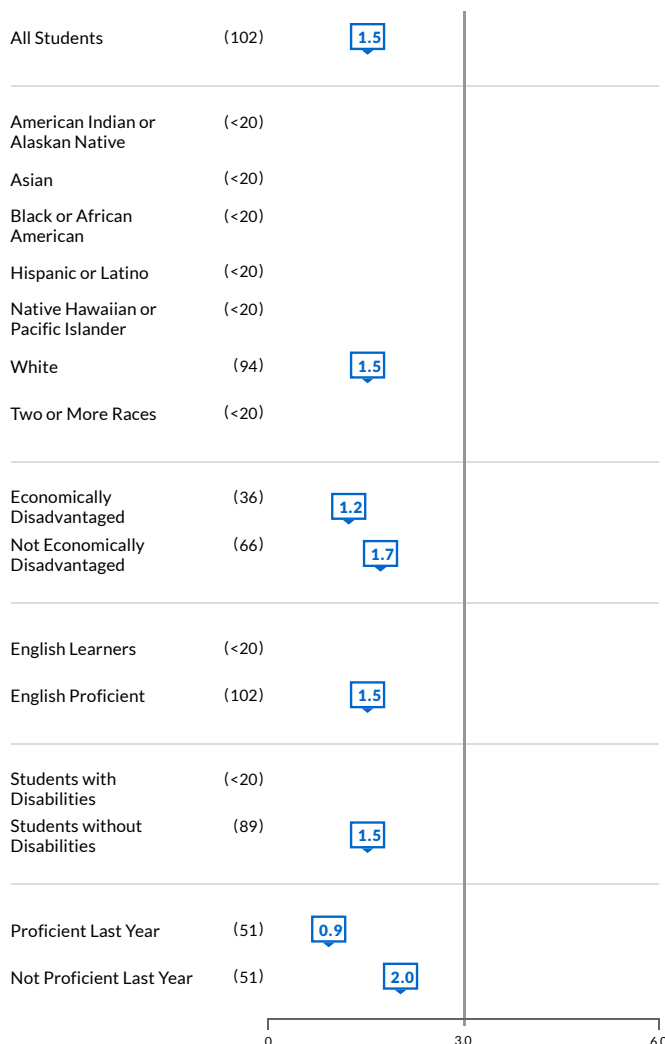 All Students (102) 1.5
American Indian or (<20)
Alaskan Native
Asian (<20)
Black or African (<20)
American
Hispanic or Latino (<20)
Native Hawaiian or (<20)
Pacific Islander
White (94) 1.5
Two or More Races (<20)
Economically (36) 1.2
Disadvantaged
Not Economically (66) 1.7
Disadvantaged
English Learners (<20)
English Proficient (102) 1.5
Students with (<20)
Disabilities
Students without (89) 1.5
Disabilities
Proficient Last Year (51) 0.9
Not Proficient Last Year (51) 2.0
0 3.0 6.0